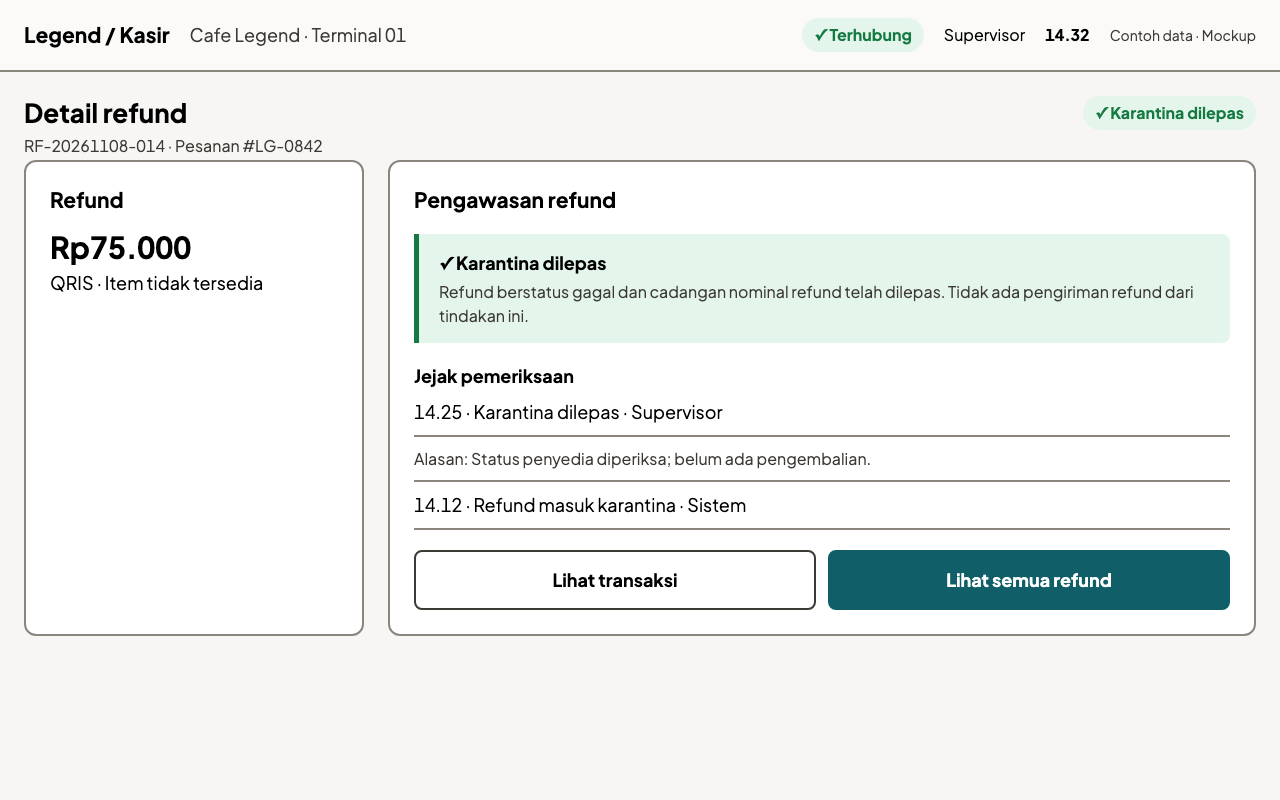 Legend / Kasir
Cafe Legend · Terminal 01
✓Terhubung
Supervisor
14.32
Contoh data · Mockup
Detail refund
✓Karantina dilepas
RF-20261108-014 · Pesanan #LG-0842
Refund
Rp75.000
QRIS · Item tidak tersedia
Pengawasan refund
✓Karantina dilepas
Refund berstatus gagal dan cadangan nominal refund telah dilepas. Tidak ada pengiriman refund dari
tindakan ini.
Jejak pemeriksaan
14.25 · Karantina dilepas · Supervisor
Alasan: Status penyedia diperiksa; belum ada pengembalian.
14.12 · Refund masuk karantina · Sistem
Lihat transaksi
Lihat semua refund